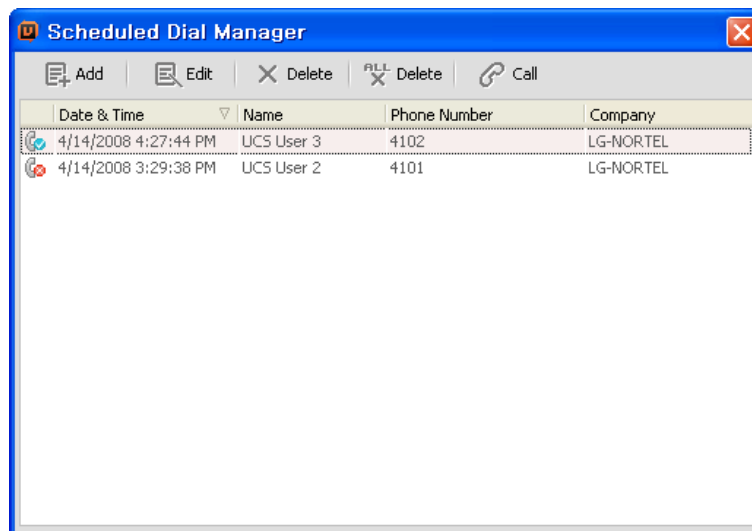 Scheduled Dial Manager
Add Edit Delete ALL Delete Call
Date & Time Name Phone Number Company
4/14/2008 4:27:44 PM UCS User 3 4102 LG-NORTEL
4/14/2008 3:29:38 PM UCS User 2 4101 LG-NORTEL